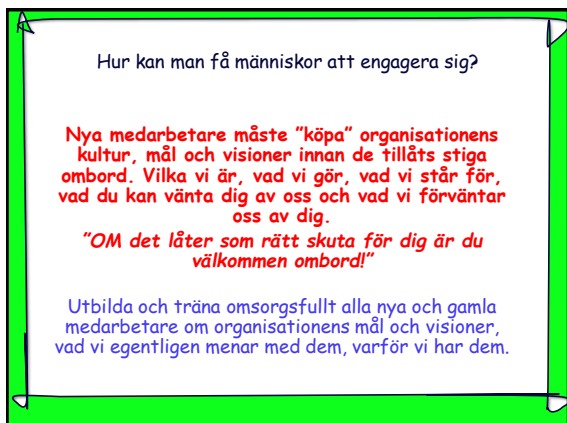 Hur kan man få människor att engagera sig?
Nya medarbetare måste ”köpa” organisationens
kultur, mål och visioner innan de tillåts stiga
ombord. Vilka vi är, vad vi gör, vad vi står för,
vad du kan vänta dig av oss och vad vi förväntar
oss av dig.
”OM det låter som rätt skuta för dig är du
välkommen ombord!”
Utbilda och träna omsorgsfullt alla nya och gamla
medarbetare om organisationens mål och visioner,
vad vi egentligen menar med dem, varför vi har dem.